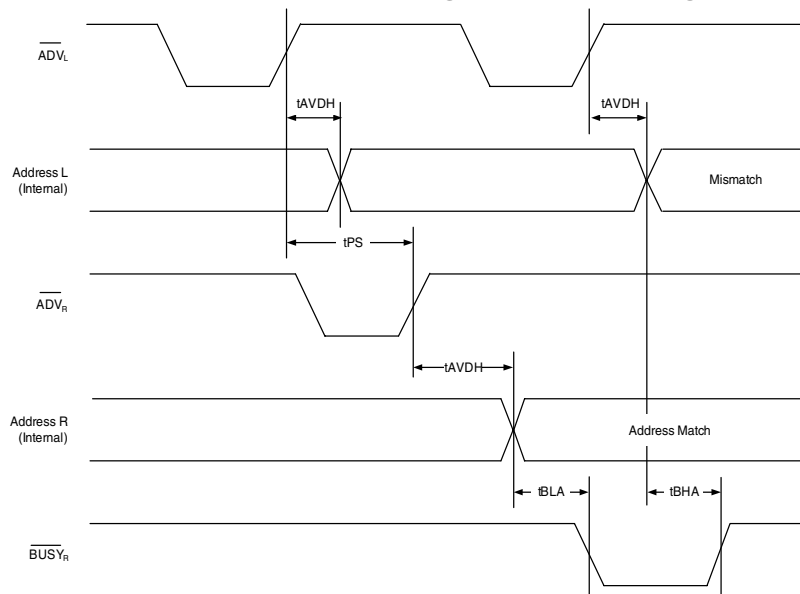 ADVL
tAVDH
tAVDH
Address L
(Internal)
Mismatch
tPS
ADVR
tAVDH
Address R
(Internal)
Address Match
tBLA
tBHA
BUSYR